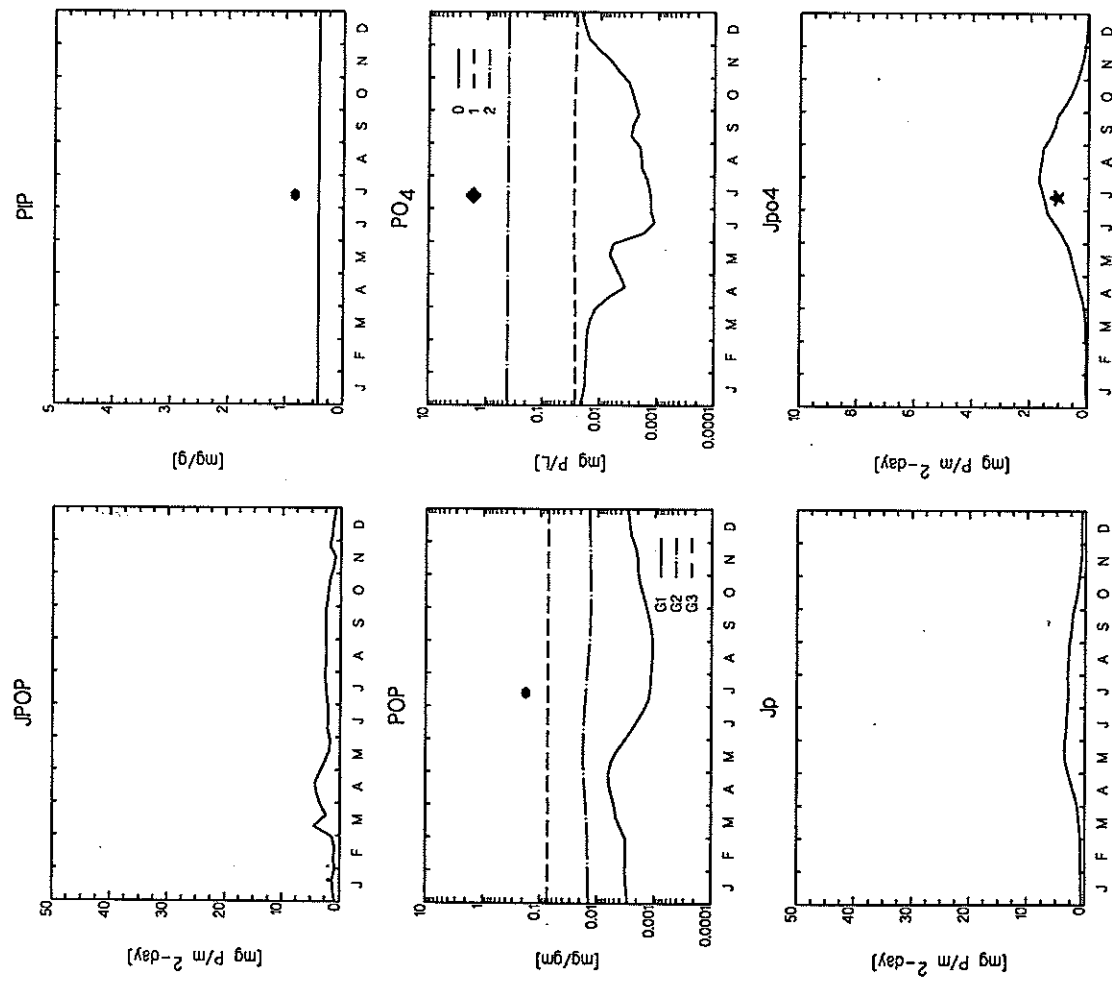 JPOP
50
40
30
20
10
0
[mg P/m 2-day]
J F M A M J J A S O N D
PIP
5
4
3
2
1
0
[mg/g]
J F M A M J J A S O N D
POP
10
1
0.1
0.01
0.001
0.0001
[mg/gm]
G1
G2
G3
J F M A M J J A S O N D
PO4
10
1
0.1
0.01
0.001
0.0001
[mg P/L]
0
1
2
J F M A M J J A S O N D
Jp
50
40
30
20
10
0
[mg P/m 2-day]
J F M A M J J A S O N D
Jpo4
10
8
6
4
2
0
[mg P/m 2-day]
J F M A M J J A S O N D